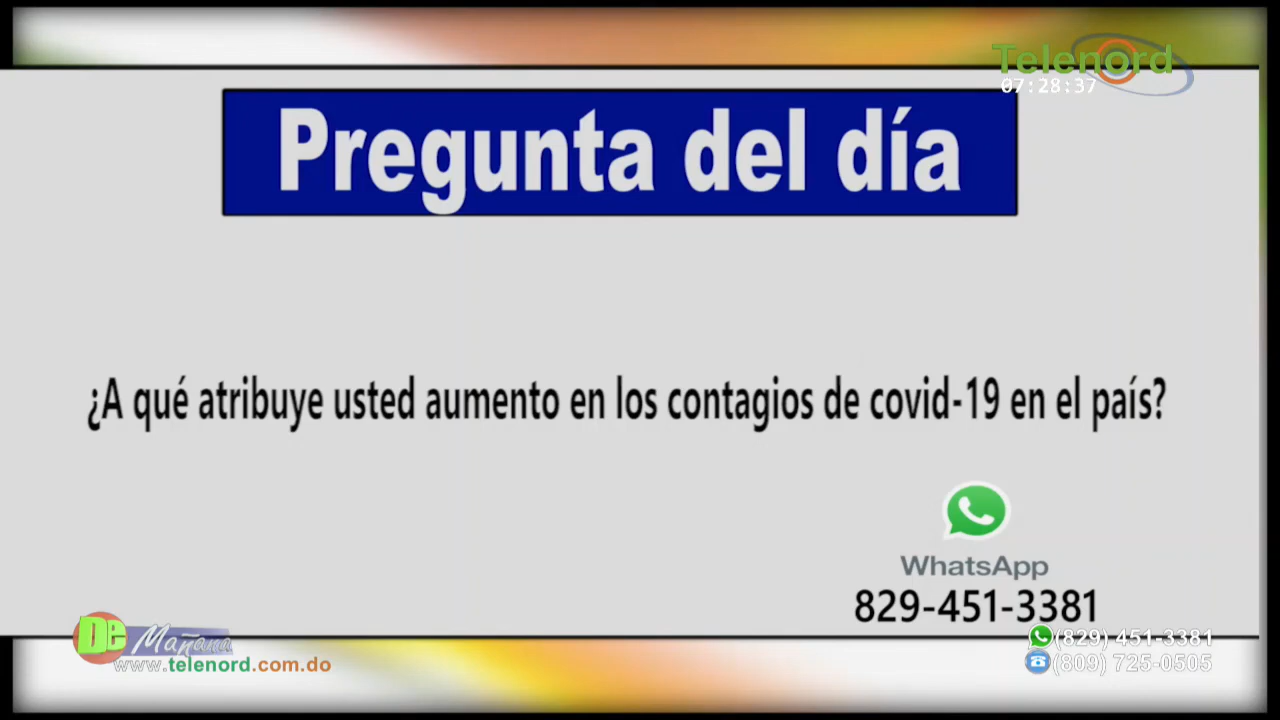 Telenord
07:28:37
Pregunta del día
¿A qué atribuye usted aumento en los contagios de covid-19 en el país?
WhatsApp
829-451-3381
De Mañana
www.telenord.com.do
(829) 451-3381
(809) 725-0505